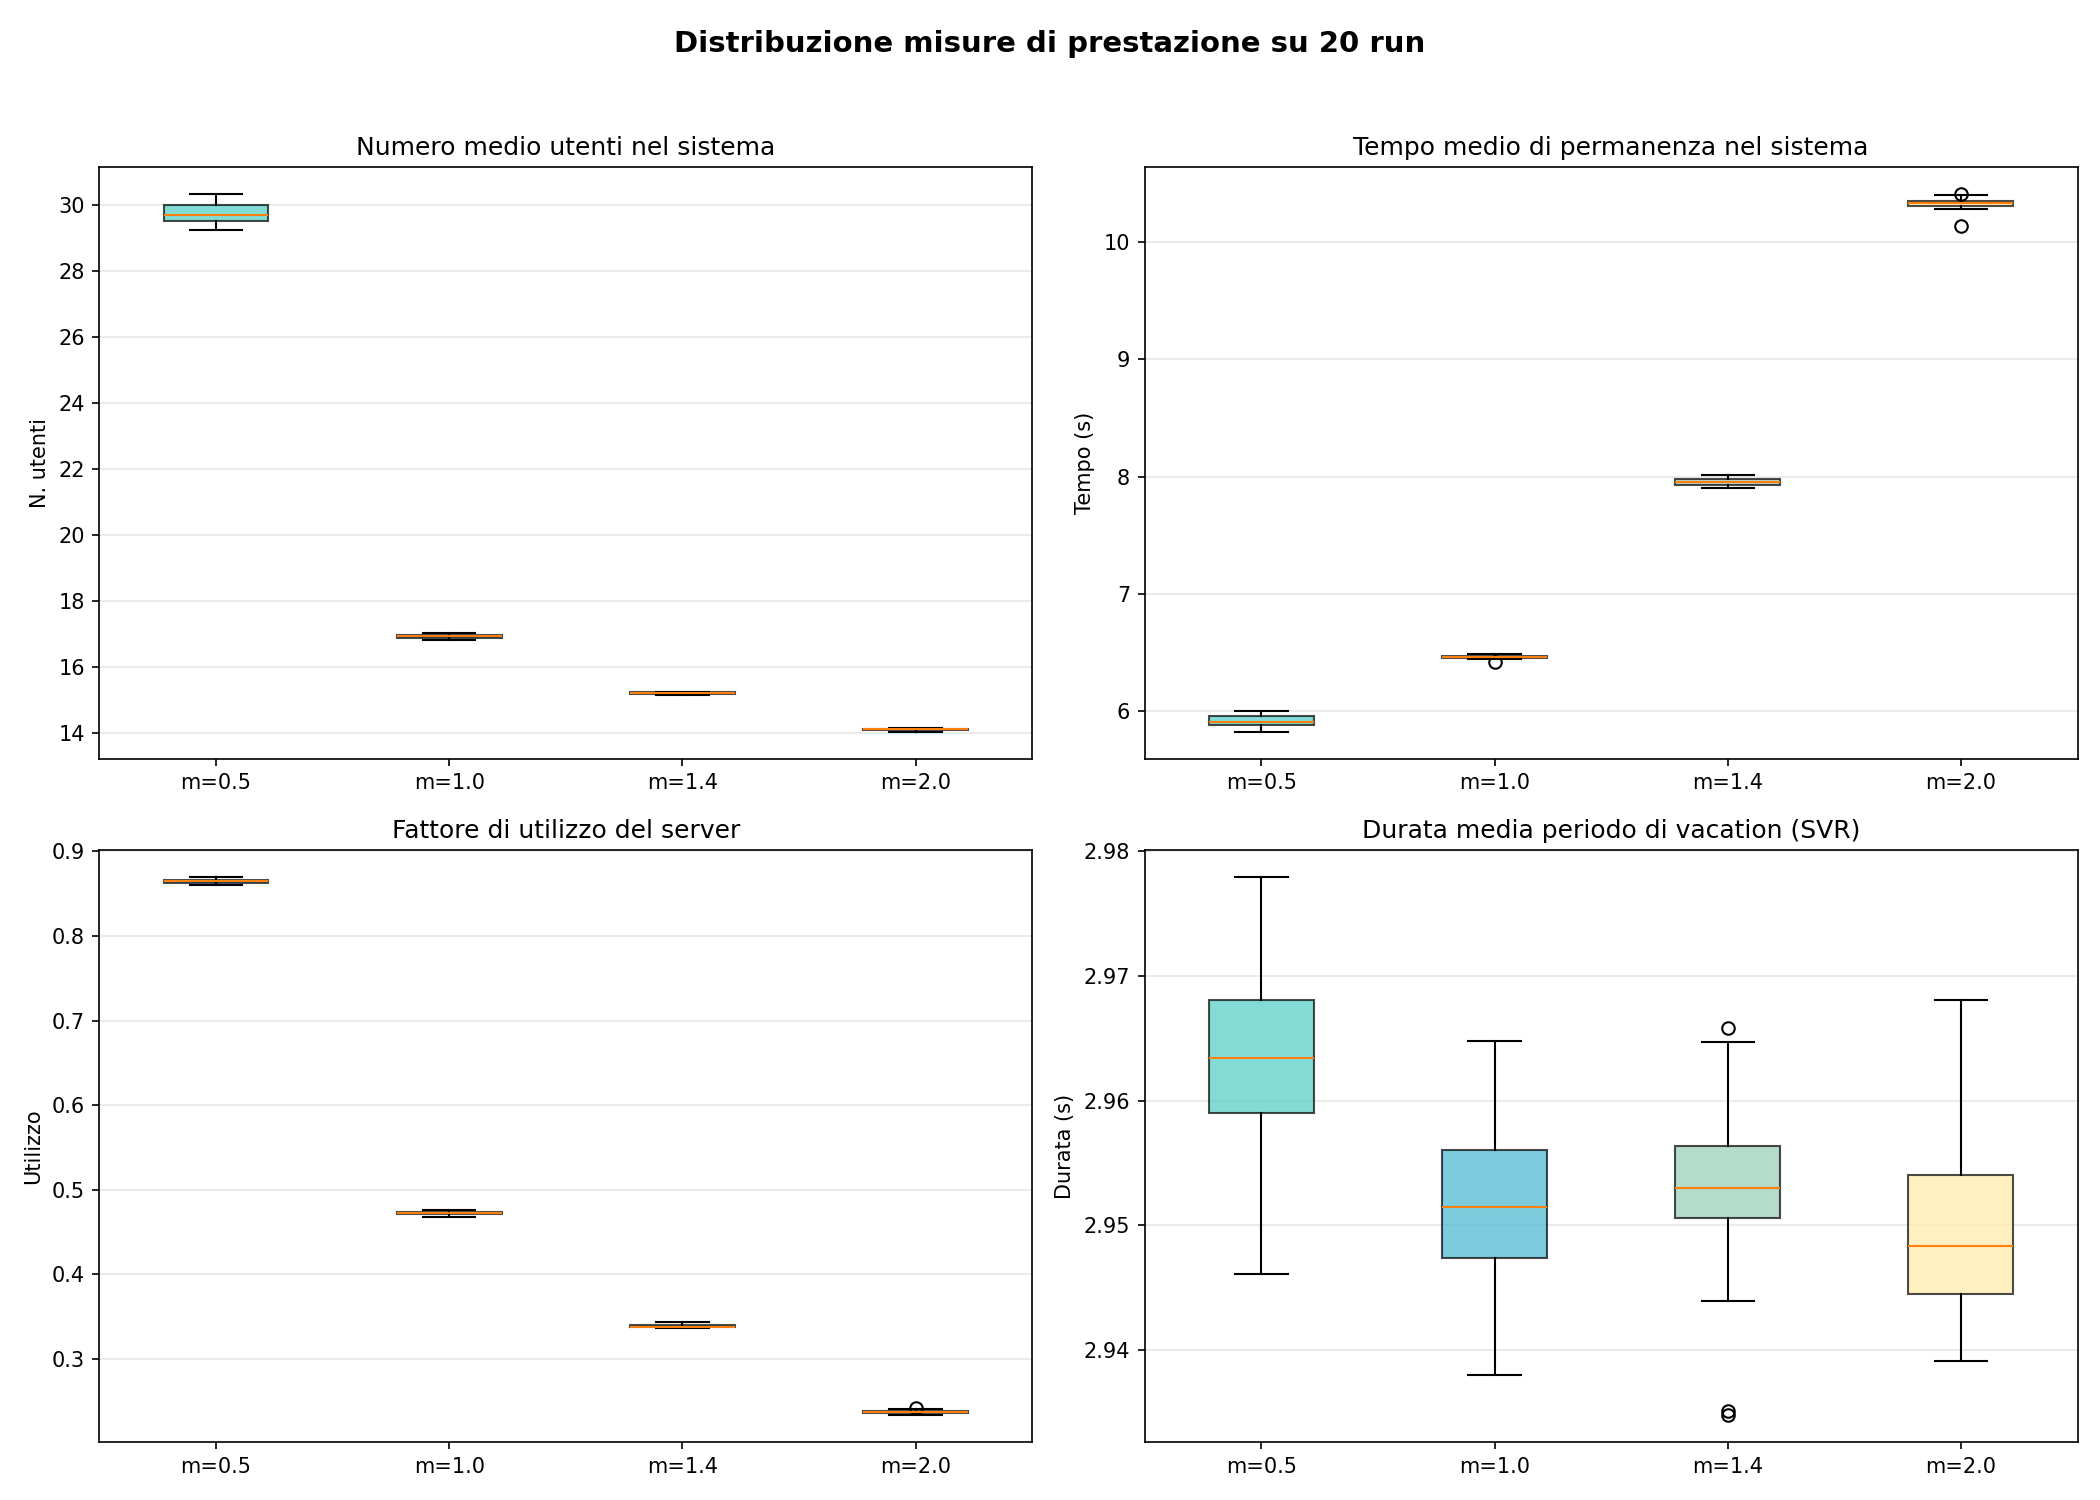 Distribuzione misure di prestazione su 20 run
Numero medio utenti nel sistema
N. utenti
30
28
26
24
22
20
18
16
14
m=0.5 m=1.0 m=1.4 m=2.0
Tempo medio di permanenza nel sistema
Tempo (s)
10
9
8
7
6
m=0.5 m=1.0 m=1.4 m=2.0
Fattore di utilizzo del server
Utilizzo
0.9
0.8
0.7
0.6
0.5
0.4
0.3
m=0.5 m=1.0 m=1.4 m=2.0
Durata media periodo di vacation (SVR)
Durata (s)
2.98
2.97
2.96
2.95
2.94
m=0.5 m=1.0 m=1.4 m=2.0